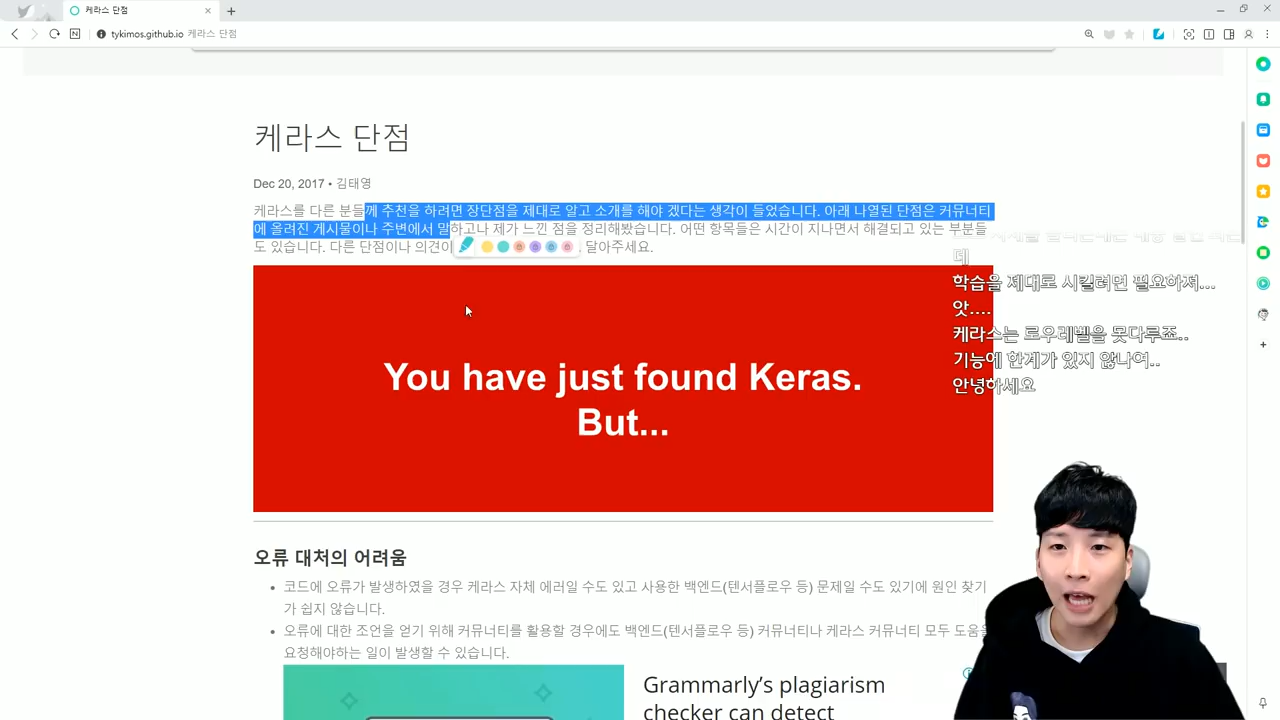 케라스 단점
tykimos.github.io 케라스 단점
케라스 단점
Dec 20, 2017 • 김태영
케라스를 다른 분들께 추천을 하려면 장단점을 제대로 알고 소개를 해야 겠다는 생각이 들었습니다. 아래 나열된 단점은 커뮤니티
에 올러진 게시물이나 주변에서 말하고나 제가 느낀 점을 정리해봤습니다. 어떤 항목들은 시간이 지나면서 해결되고 있는 부분들
도 있습니다. 다른 단점이나 의견이 달아주세요.
데
학습을 제대로 시킬려면 필요하져...
앗....
케라스는 로우레벨을 못다루죠..
기능에 한계가 있지 않나여..
안녕하세요
You have just found Keras.
But...
오류 대처의 어려움
코드에 오류가 발생하였을 경우 케라스 자체 에러일 수도 있고 사용한 백엔드(텐서플로우 등) 문제일 수도 있기에 원인 찾기
가 쉽지 않습니다.
오류에 대한 조언을 얻기 위해 커뮤니티를 활용할 경우에도 백엔드(텐서플로우 등) 커뮤니티나 케라스 커뮤니티 모두 도움을
요청해야하는 일이 발생할 수 있습니다.
Grammarly's plagiarism
checker can detect